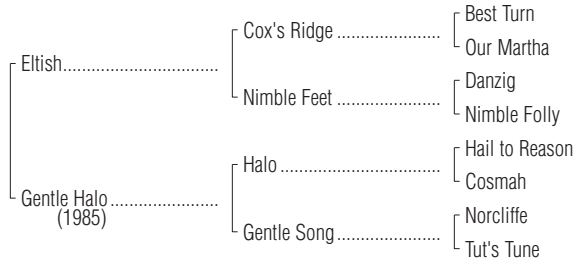 Best Turn
Cox's Ridge
Our Martha
Eltish
Danzig
Nimble Feet
Nimble Folly
Hail to Reason
Halo
Cosmah
Gentle Halo
(1985)
Norcliffe
Gentle Song
Tut's Tune